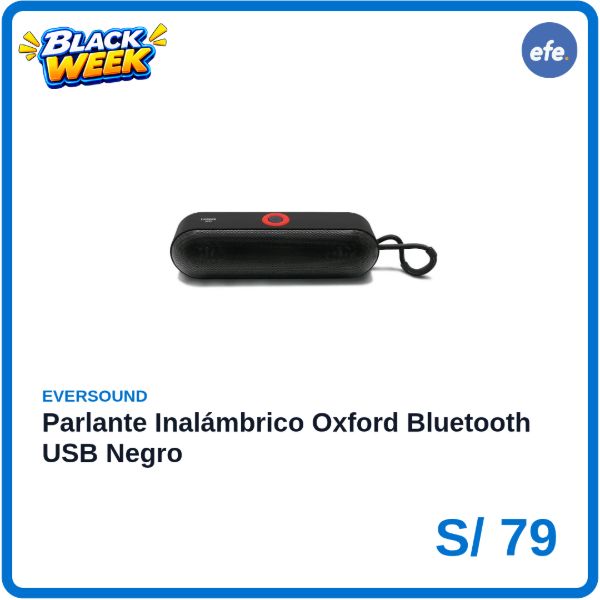 BLACK
WEEK
efe.
EVERSOUND
Parlante Inalámbrico Oxford Bluetooth
USB Negro
S/ 79